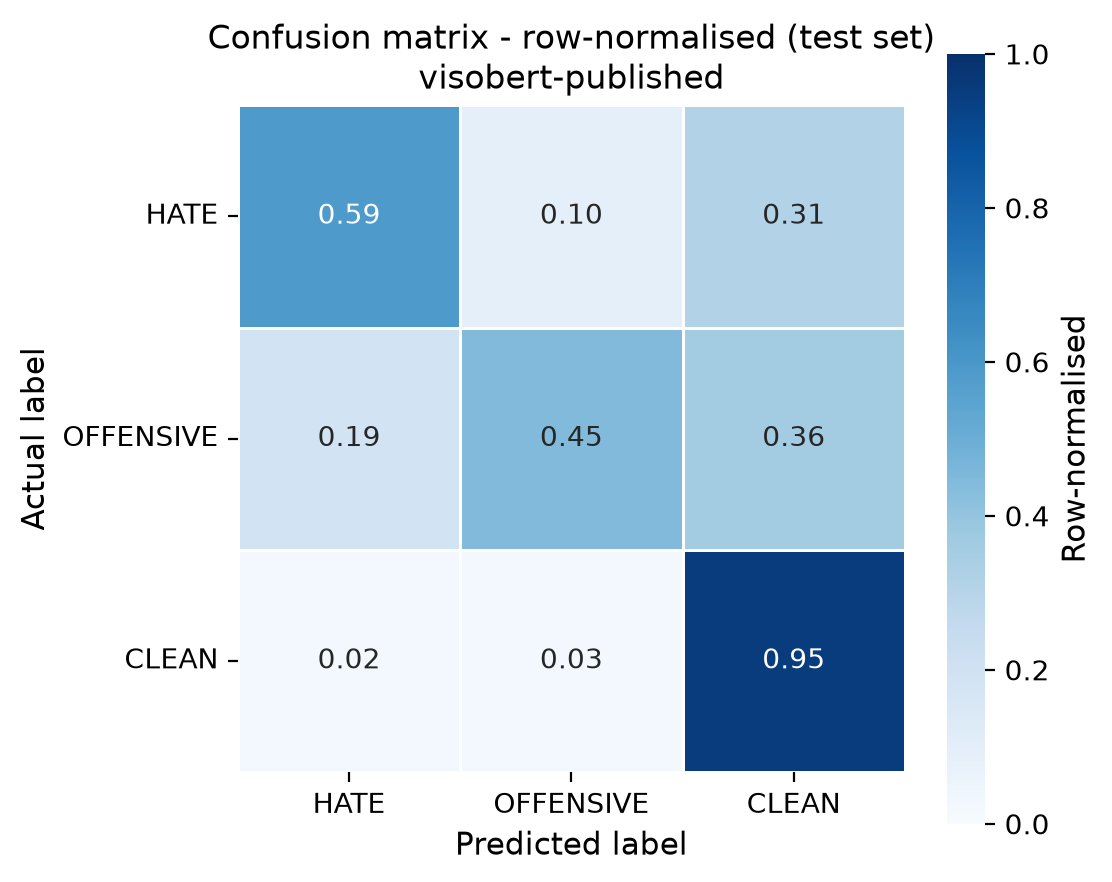 Confusion matrix - row-normalised (test set)
visobert-published
1.0
0.8
0.6
0.4
0.2
0.0
Row-normalised
Actual label
HATE
0.59 0.10 0.31
OFFENSIVE
0.19 0.45 0.36
CLEAN
0.02 0.03 0.95
HATE OFFENSIVE CLEAN
Predicted label